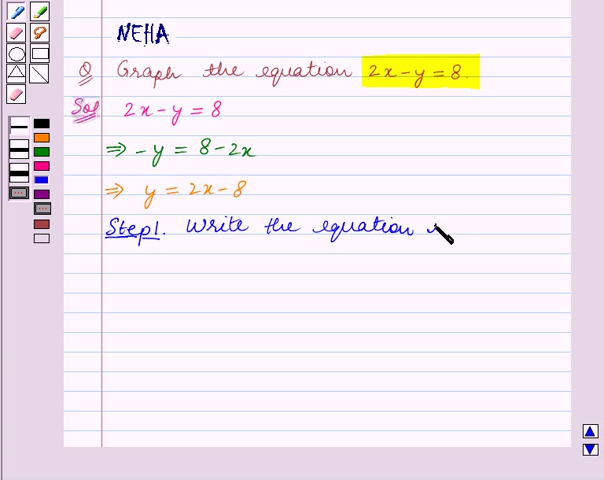 NEHA
Q Graph the equation 2x-y=8.
Sol 2x-y=8
⇒ -y = 8-2x
⇒ y = 2x-8
Step1. Write the equation